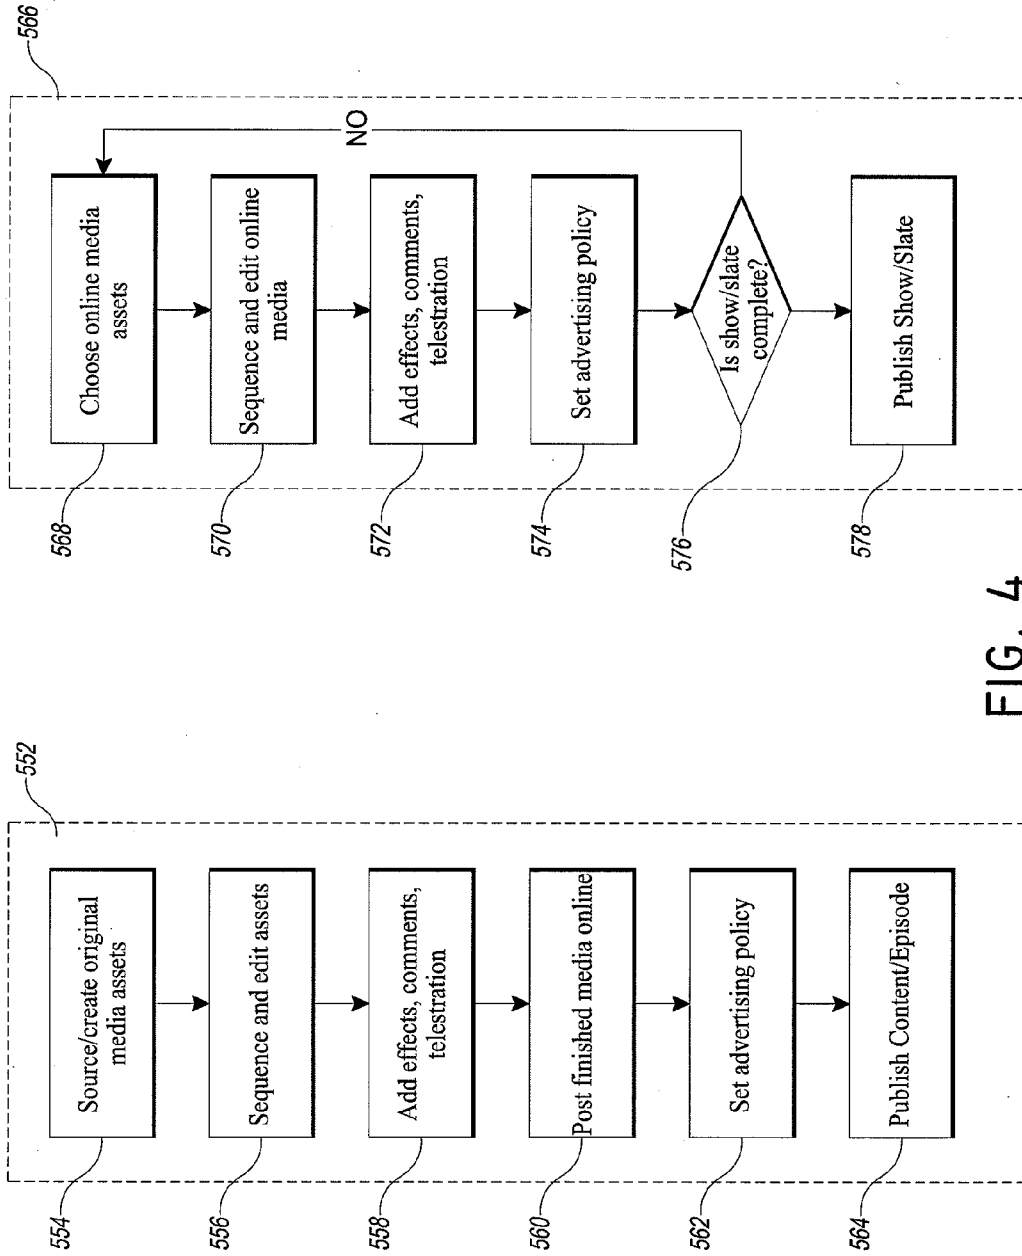 552
554
Source/create original
media assets
556
Sequence and edit assets
558
Add effects, comments,
telestration
560
Post finished media online
562
Set advertising policy
564
Publish Content/Episode
566
568
Choose online media
assets
570
Sequence and edit online
media
572
Add effects, comments,
telestration
574
Set advertising policy
576
Is show/slate
complete?
NO
578
Publish Show/Slate
FIG. 4